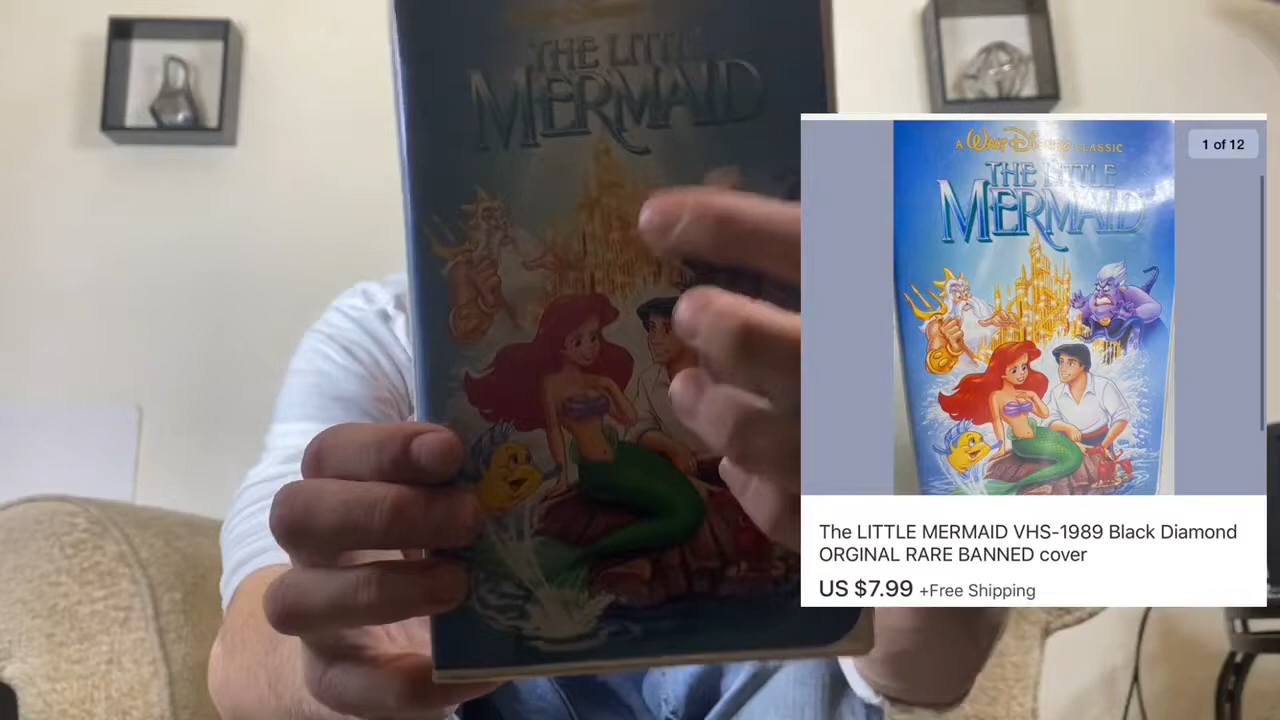 THE LITTLE
MERMAID
1 of 12
A WALT DISNEY CLASSIC
THE LITTLE
MERMAID
The LITTLE MERMAID VHS-1989 Black Diamond
ORGINAL RARE BANNED cover
US $7.99 +Free Shipping